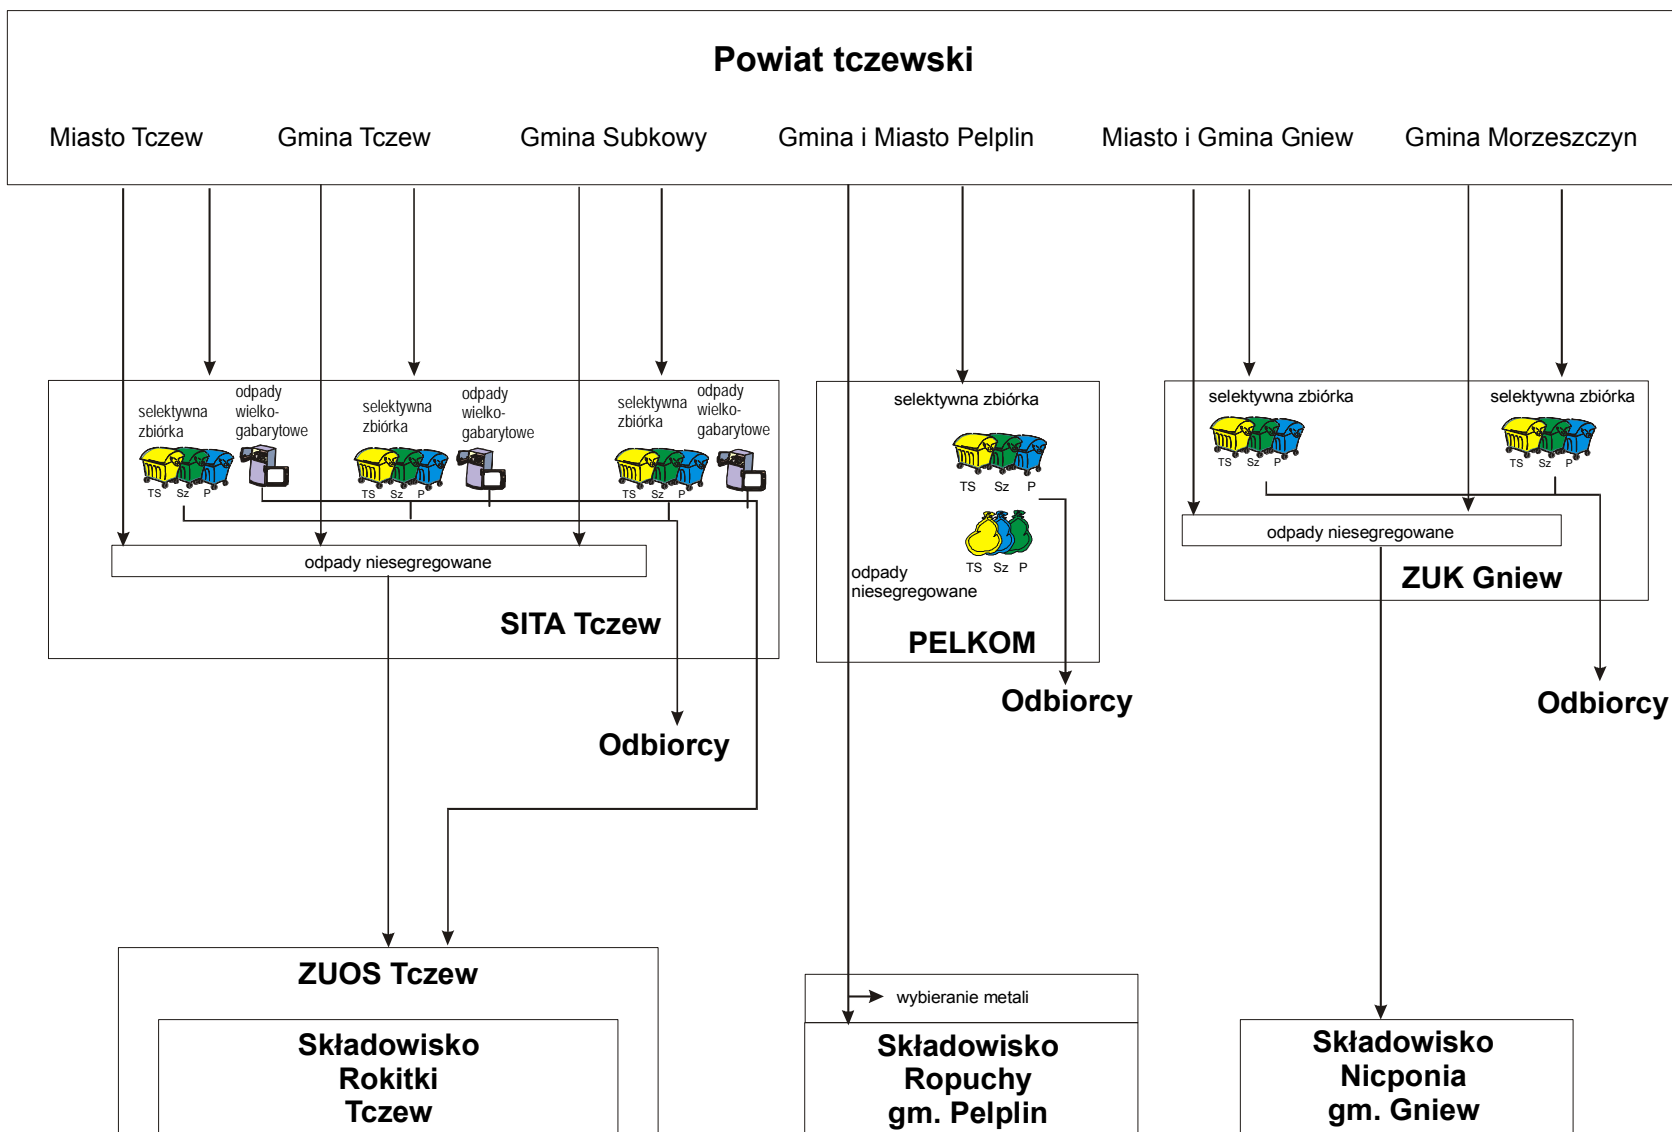 Powiat tczewski
Miasto Tczew
Gmina Tczew
Gmina Subkowy
Gmina i Miasto Pelplin
Miasto i Gmina Gniew
Gmina Morzeszczyn
selektywna
zbiórka
TS Sz P
odpady
wielko-
gabarytowe
selektywna
zbiórka
TS Sz P
odpady
wielko-
gabarytowe
selektywna
zbiórka
TS Sz P
odpady
wielko-
gabarytowe
odpady niesegregowane
SITA Tczew
Odbiorcy
selektywna zbiórka
TS Sz P
TS Sz P
odpady
niesegregowane
PELKOM
Odbiorcy
selektywna zbiórka
TS Sz P
selektywna zbiórka
TS Sz P
odpady niesegregowane
ZUK Gniew
Odbiorcy
ZUOS Tczew
Składowisko
Rokitki
Tczew
wybieranie metali
Składowisko
Ropuchy
gm. Pelplin
Składowisko
Nicponia
gm. Gniew